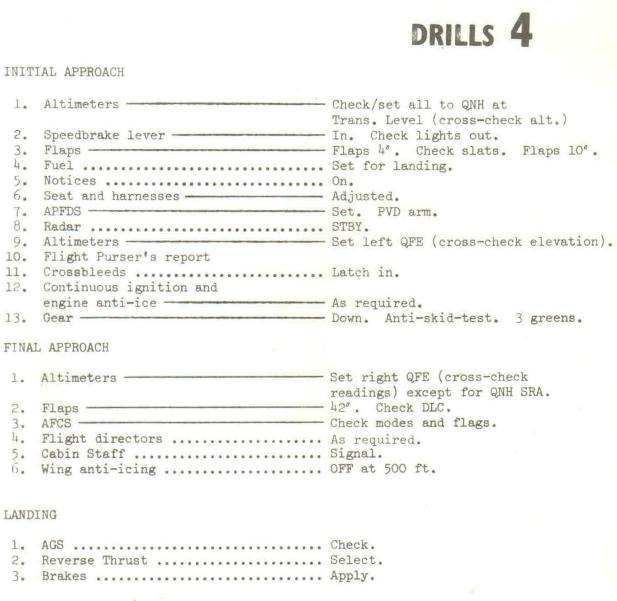 DRILLS 4
INITIAL APPROACH
1. Altimeters ———— Check/set all to QNH at
Trans. Level (cross-check alt.)
2. Speedbrake lever ———— In. Check lights out.
3. Flaps ———— Flaps 4°. Check slats. Flaps 10°.
4. Fuel ............................. Set for landing.
5. Notices .......................... On.
6. Seat and harnesses ———— Adjusted.
7. APFDS ———— Set. PVD arm.
8. Radar ............................ STBY.
9. Altimeters ———— Set left QFE (cross-check elevation).
10. Flight Purser's report
11. Crossbleeds ...................... Latch in.
12. Continuous ignition and
engine anti-ice ———— As required.
13. Gear ———— Down. Anti-skid-test. 3 greens.
FINAL APPROACH
1. Altimeters ———— Set right QFE (cross-check
readings) except for QNH SRA.
2. Flaps ———— 42°. Check DLC.
3. AFCS ———— Check modes and flags.
4. Flight directors ..................... As required.
5. Cabin Staff ....................... Signal.
6. Wing anti-icing ................... OFF at 500 ft.
LANDING
1. AGS .............................. Check.
2. Reverse Thrust .................... Select.
3. Brakes ........................... Apply.